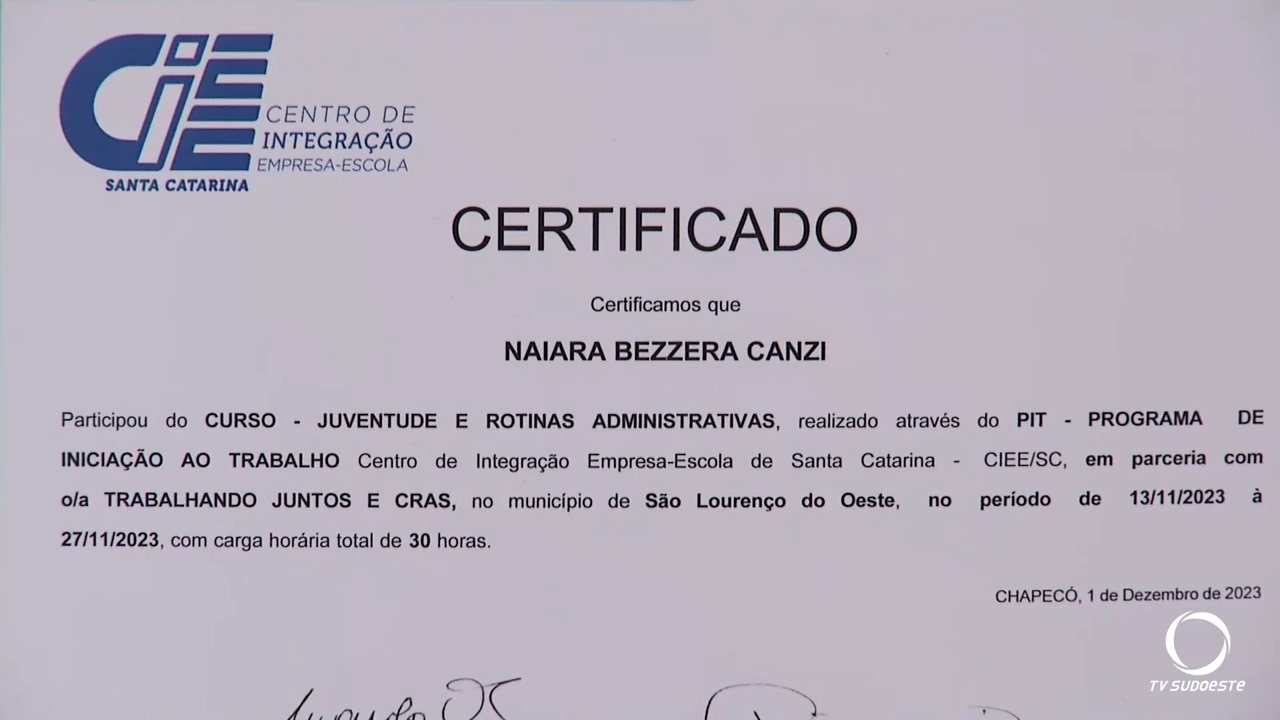 CIEE
CENTRO DE
INTEGRAÇÃO
EMPRESA-ESCOLA
SANTA CATARINA
CERTIFICADO
Certificamos que
NAIARA BEZZERA CANZI
Participou do CURSO - JUVENTUDE E ROTINAS ADMINISTRATIVAS, realizado através do PIT - PROGRAMA DE
INICIAÇÃO AO TRABALHO Centro de Integração Empresa-Escola de Santa Catarina - CIEE/SC, em parceria com
o/a TRABALHANDO JUNTOS E CRAS, no município de São Lourenço do Oeste, no período de 13/11/2023 à
27/11/2023, com carga horária total de 30 horas.
CHAPECÓ, 1 de Dezembro de 2023
TV SUDOESTE